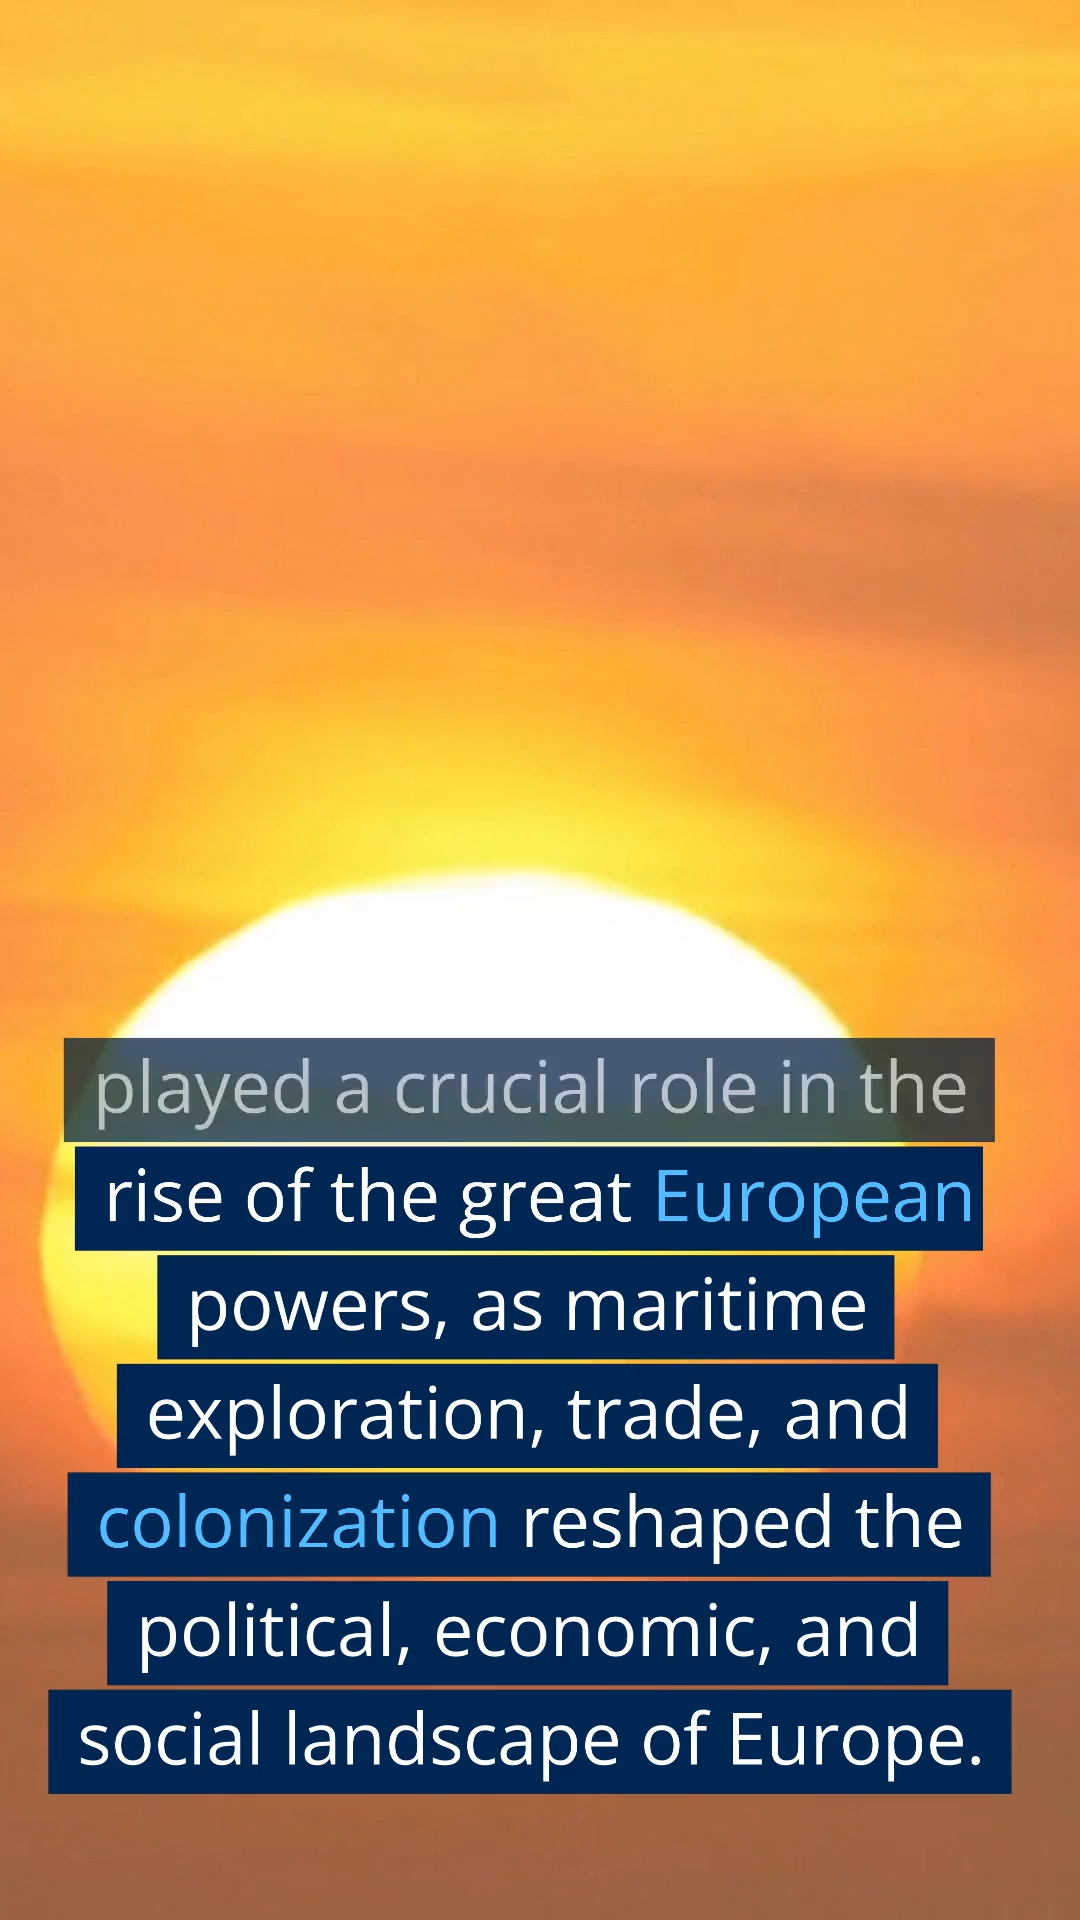 played a crucial role in the
rise of the great European
powers, as maritime
exploration, trade, and
colonization reshaped the
political, economic, and
social landscape of Europe.